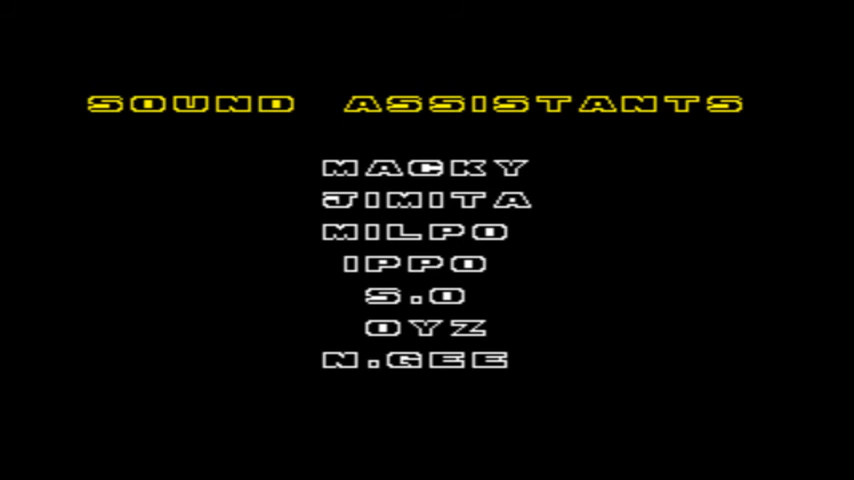 SOUND ASSISTANTS
MACKY
JIMITA
MILPO
IPPO
S.O
OYZ
N.GEE